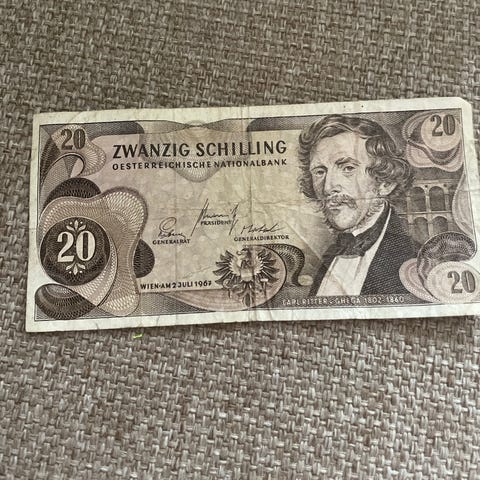 20
ZWANZIG SCHILLING
OESTERREICHISCHE NATIONALBANK
20
PRÄSIDENT
GENERALRAT
GENERALDIREKTOR
20
WIEN·AM 2 JULI 1967
CARL RITTER v. GHEGA 1802-1860
20